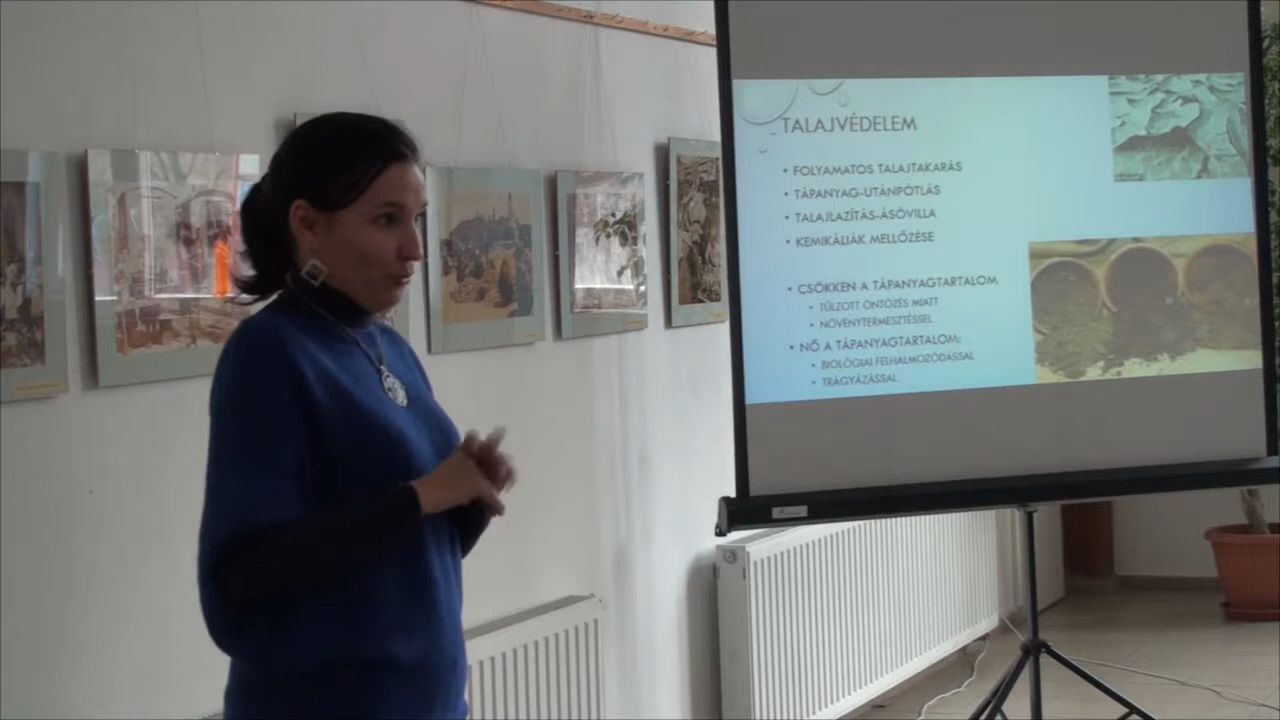 TALAJVÉDELEM
• FOLYAMATOS TALAJTAKARÁS
• TÁPANYAG-UTÁNPÓTLÁS
• TALAJLAZÍTÁS-ÁSÓVILLA
• KEMIKÁLIÁK MELLŐZÉSE
• CSÖKKEN A TÁPANYAGTARTALOM
• TÚLZOTT ÖNTÖZÉS MIATT
• NÖVÉNYTERMESZTÉSSEL
• NŐ A TÁPANYAGTARTALOM:
• BIOLÓGIAI FELHALMOZÓDÁSSAL
• TRÁGYÁZÁSSAL